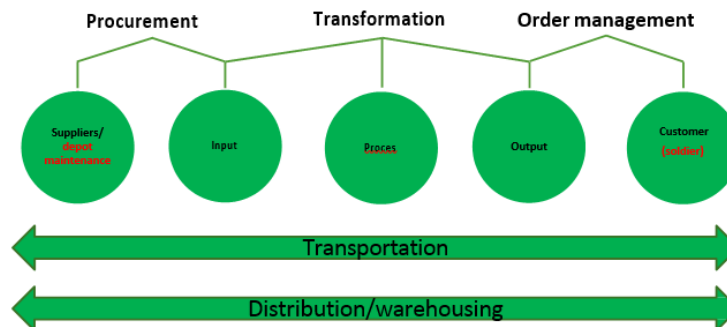 Procurement
Transformation
Order management
Suppliers/
depot
maintenance
Input
Proces
Output
Customer
(soldier)
Transportation
Distribution/warehousing